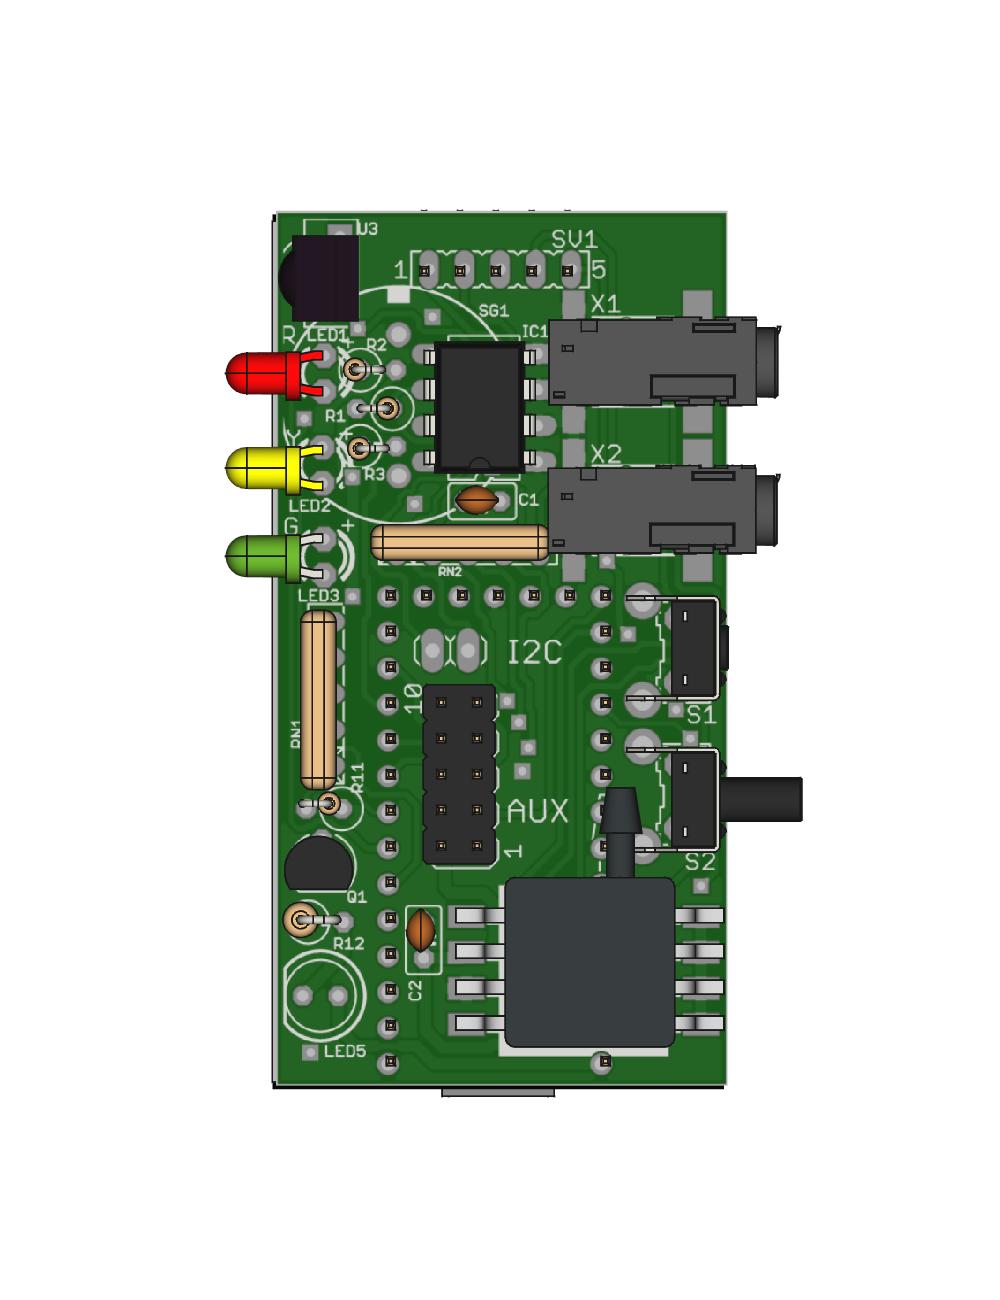 U3
SV1
1
5
SG1
X1
R
LED1
+
R2
IC1
R1
Y
+
R3
X2
LED2
C1
G
+
RN2
LED3
I2C
10
S1
RN1
R11
AUX
1
S2
Q1
R12
C2
LED5